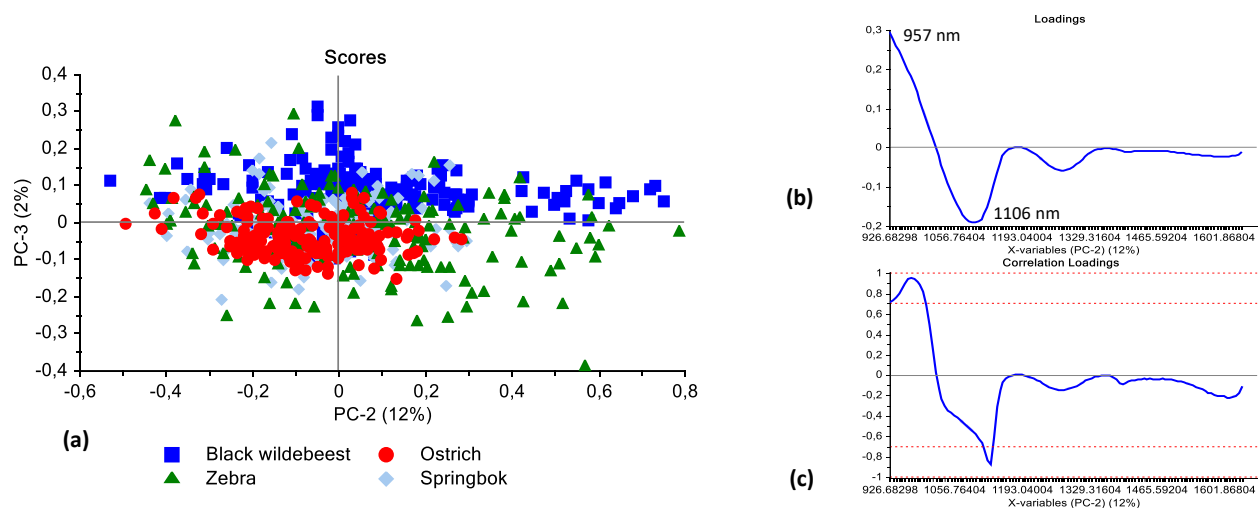 Scores
0,4
0,3
0,2
0,1
0
-0,1
-0,2
-0,3
-0,4
PC-3 (2%)
-0,6 -0,4 -0,2 0 0,2 0,4 0,6 0,8
PC-2 (12%)
(a)
Black wildebeest Ostrich
Zebra Springbok
Loadings
957 nm
0,3
0,2
0,1
0
-0,1
-0,2
1106 nm
(b)
926.68298 1056.76404 1193.04004 1329.31604 1465.59204 1601.86804
X-variables (PC-2) (12%)
Correlation Loadings
1
0,8
0,6
0,4
0,2
0
-0,2
-0,4
-0,6
-0,8
-1
(c)
926.68298 1056.76404 1193.04004 1329.31604 1465.59204 1601.86804
X-variables (PC-2) (12%)